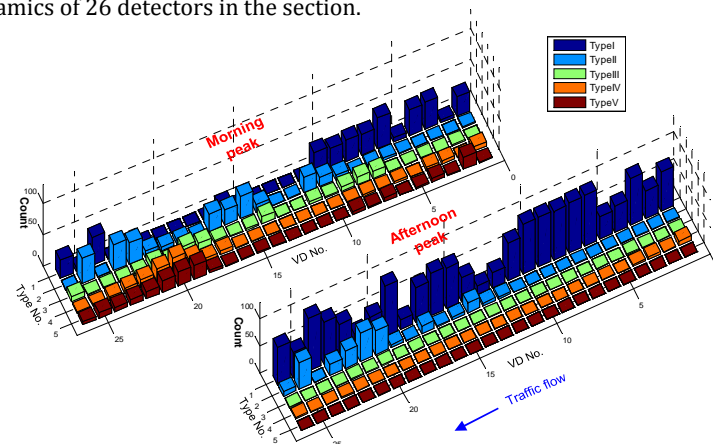 amics of 26 detectors in the section.
TypeI
TypeII
TypeIII
TypeIV
TypeV
Morning
peak
100
50
0
Count
1
2
3
4
5
Type No.
25
20
15
10
5
0
VD No.
Afternoon
peak
100
50
0
Count
1
2
3
4
5
Type No.
25
20
15
10
5
VD No.
Traffic flow